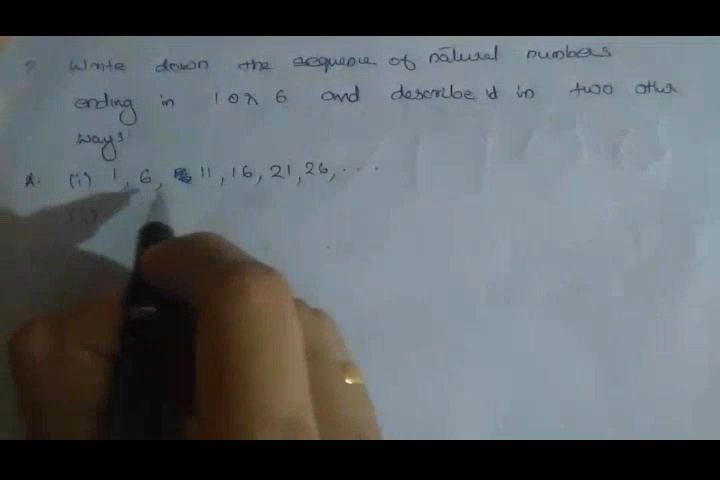 ? Write down the sequence of natural numbers
ending in 1 or 6 and describe it in two other
ways?
A. (i) 1, 6, 11, 16, 21, 26, ...